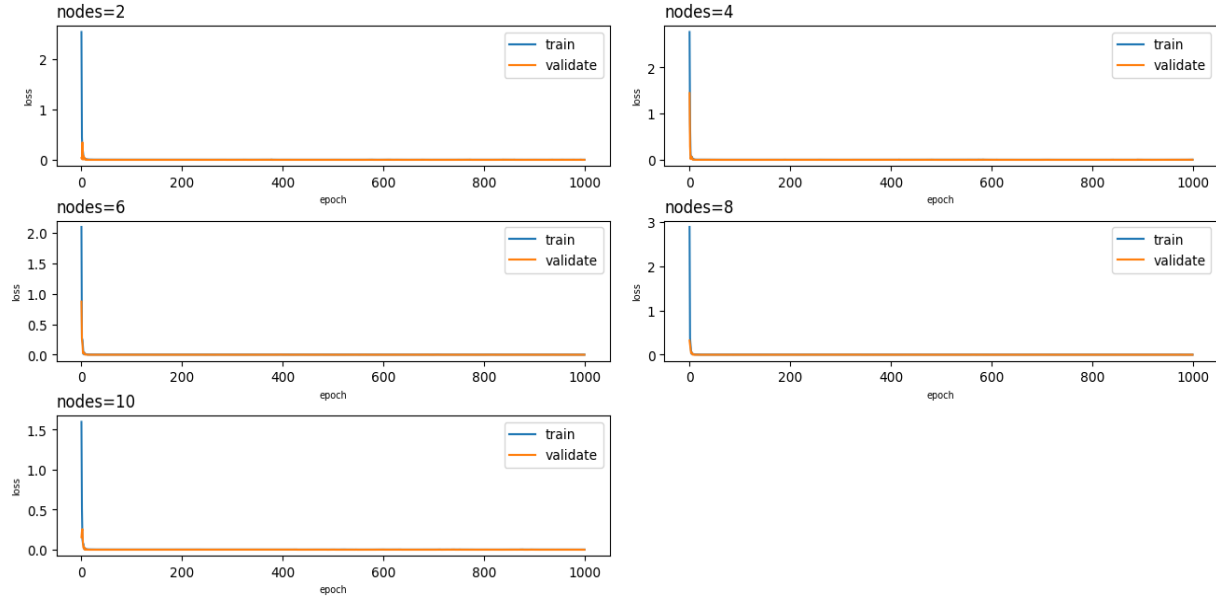 nodes=2
2
1
0
loss
train
validate
0 200 400 600 800 1000
epoch
nodes=4
2
1
0
loss
train
validate
0 200 400 600 800 1000
epoch
nodes=6
2.0
1.5
1.0
0.5
0.0
loss
train
validate
0 200 400 600 800 1000
epoch
nodes=8
3
2
1
0
loss
train
validate
0 200 400 600 800 1000
epoch
nodes=10
1.5
1.0
0.5
0.0
loss
train
validate
0 200 400 600 800 1000
epoch